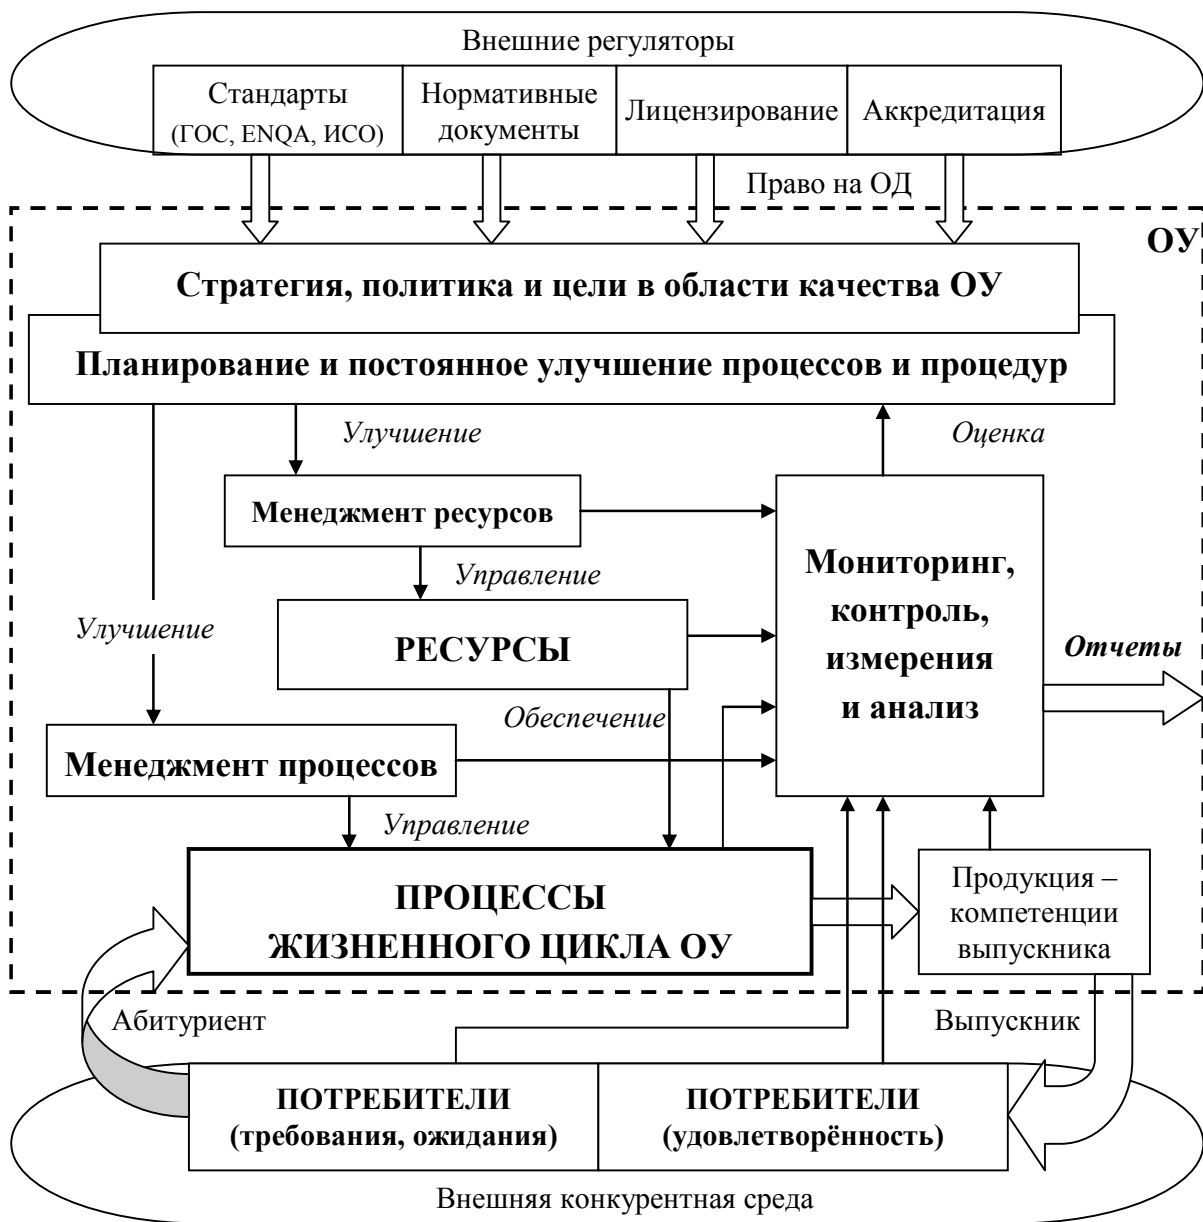 Внешние регуляторы
Стандарты
(ГОС, ENQA, ИСО)
Нормативные
документы
Лицензирование
Аккредитация
Право на ОД
ОУ
Стратегия, политика и цели в области качества ОУ
Планирование и постоянное улучшение процессов и процедур
Улучшение
Оценка
Менеджмент ресурсов
Управление
Мониторинг,
контроль,
измерения
и анализ
Улучшение
РЕСУРСЫ
Отчеты
Обеспечение
Менеджмент процессов
Управление
ПРОЦЕССЫ
ЖИЗНЕННОГО ЦИКЛА ОУ
Продукция –
компетенции
выпускника
Абитуриент
Выпускник
ПОТРЕБИТЕЛИ
(требования, ожидания)
ПОТРЕБИТЕЛИ
(удовлетворённость)
Внешняя конкурентная среда